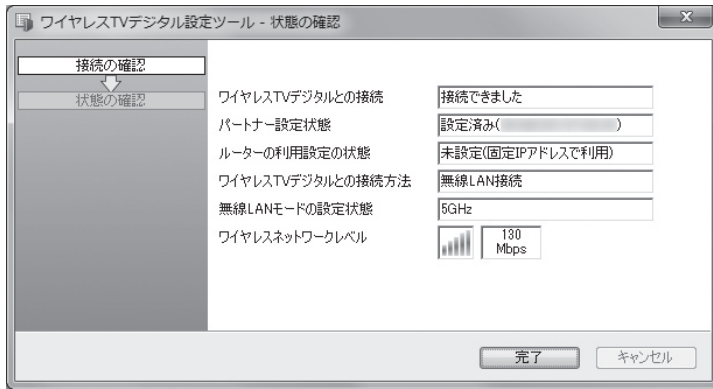 ワイヤレスTVデジタル設定ツール - 状態の確認
接続の確認
状態の確認
ワイヤレスTVデジタルとの接続 接続できました
パートナー設定状態 設定済み( )
ルーターの利用設定の状態 未設定(固定IPアドレスで利用)
ワイヤレスTVデジタルとの接続方法 無線LAN接続
無線LANモードの設定状態 5GHz
ワイヤレスネットワークレベル 130
Mbps
完了 キャンセル